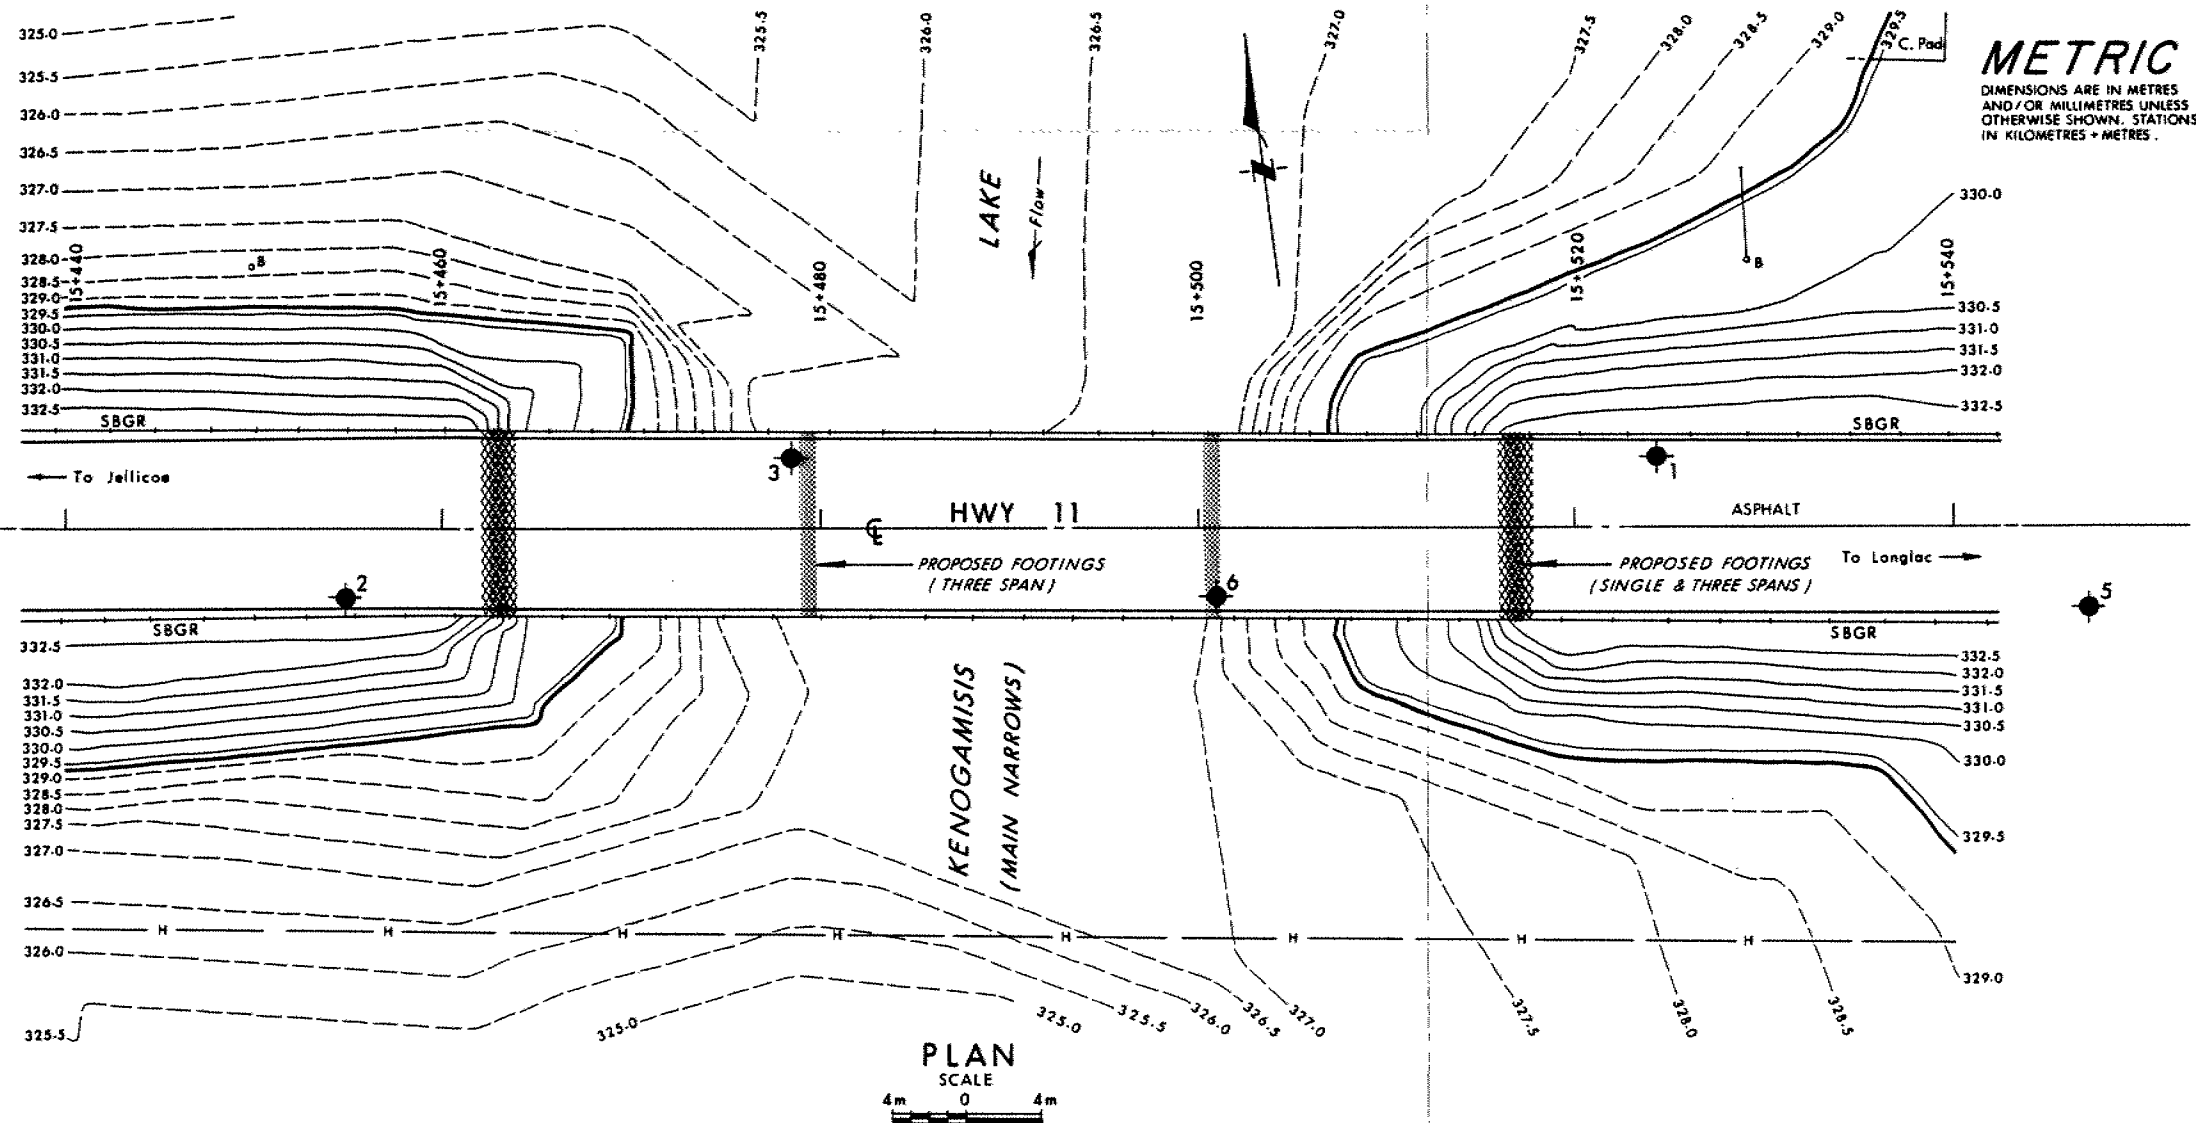 325.0
325.5
326.0
326.5
327.0
327.5
328.0
328.5
329.0
329.5
330.0
330.5
331.0
331.5
332.0
332.5
325.5
326.0
326.5
327.0
327.5
328.0
328.5
329.0
329.5
C. Pad
METRIC
DIMENSIONS ARE IN METRES
AND/OR MILLIMETRES UNLESS
OTHERWISE SHOWN. STATIONS
IN KILOMETRES + METRES.
LAKE
Flow
N
B
B
15+440
15+460
15+480
15+500
15+520
15+540
330.0
330.5
331.0
331.5
332.0
332.5
SBGR
SBGR
To Jellicoe
3
1
HWY 11
ASPHALT
℄
PROPOSED FOOTINGS
(THREE SPAN)
PROPOSED FOOTINGS
(SINGLE & THREE SPANS)
To Longlac
2
6
5
SBGR
SBGR
332.5
332.0
331.5
331.0
330.5
330.0
329.5
329.0
328.5
328.0
327.5
327.0
326.5
326.0
325.5
KENOGAMISIS
(MAIN NARROWS)
332.5
332.0
331.5
331.0
330.5
330.0
329.5
329.0
H H H H H H H H
325.0
325.0
325.5
326.0
326.5
327.0
327.5
328.0
328.5
PLAN
SCALE
4m 0 4m